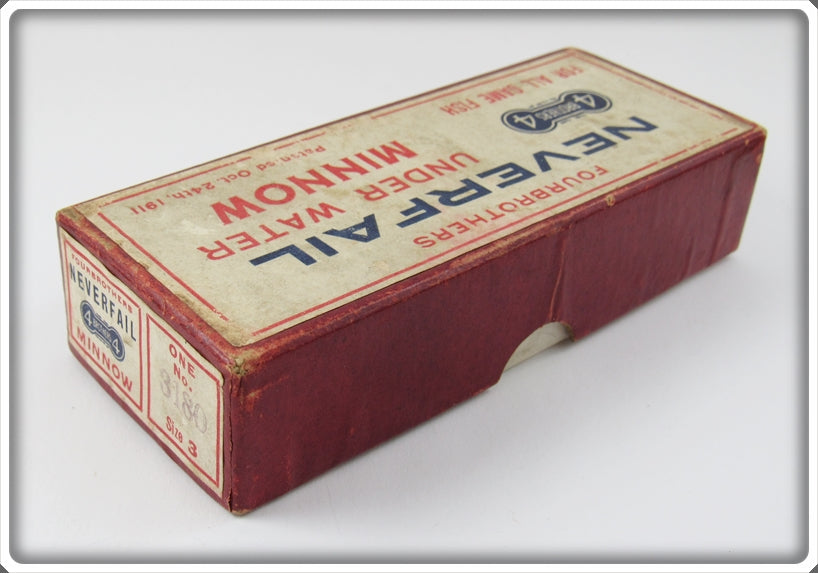 FOURBROTHERS
NEVERFAIL
UNDER WATER
MINNOW
Patented Oct. 24th, 1911
FOR ALL GAME FISH
4 BROTHERS 4
FOURBROTHERS
NEVERFAIL
4 BROTHERS 4
MINNOW
ONE
No.
3180
Size 3